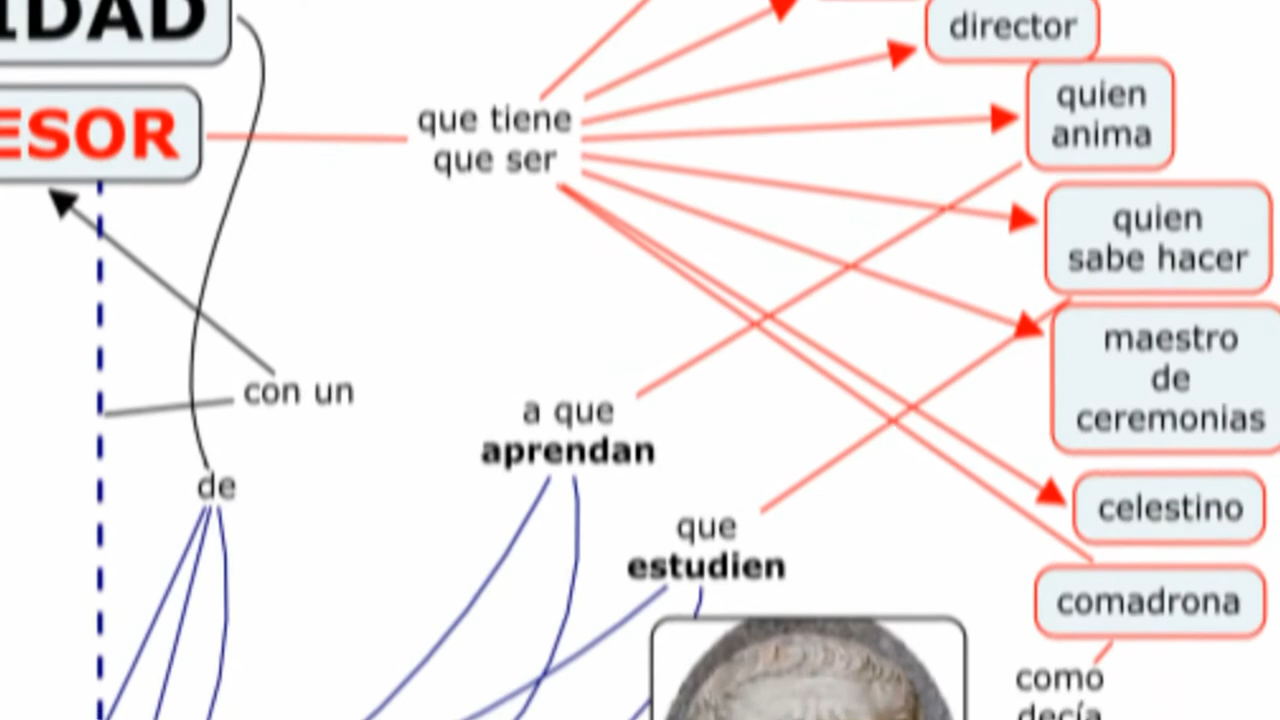 IDAD
ESOR
que tiene
que ser
director
quien
anima
quien
sabe hacer
maestro
de
ceremonias
con un
a que
aprendan
de
celestino
que
estudien
comadrona
como
decía